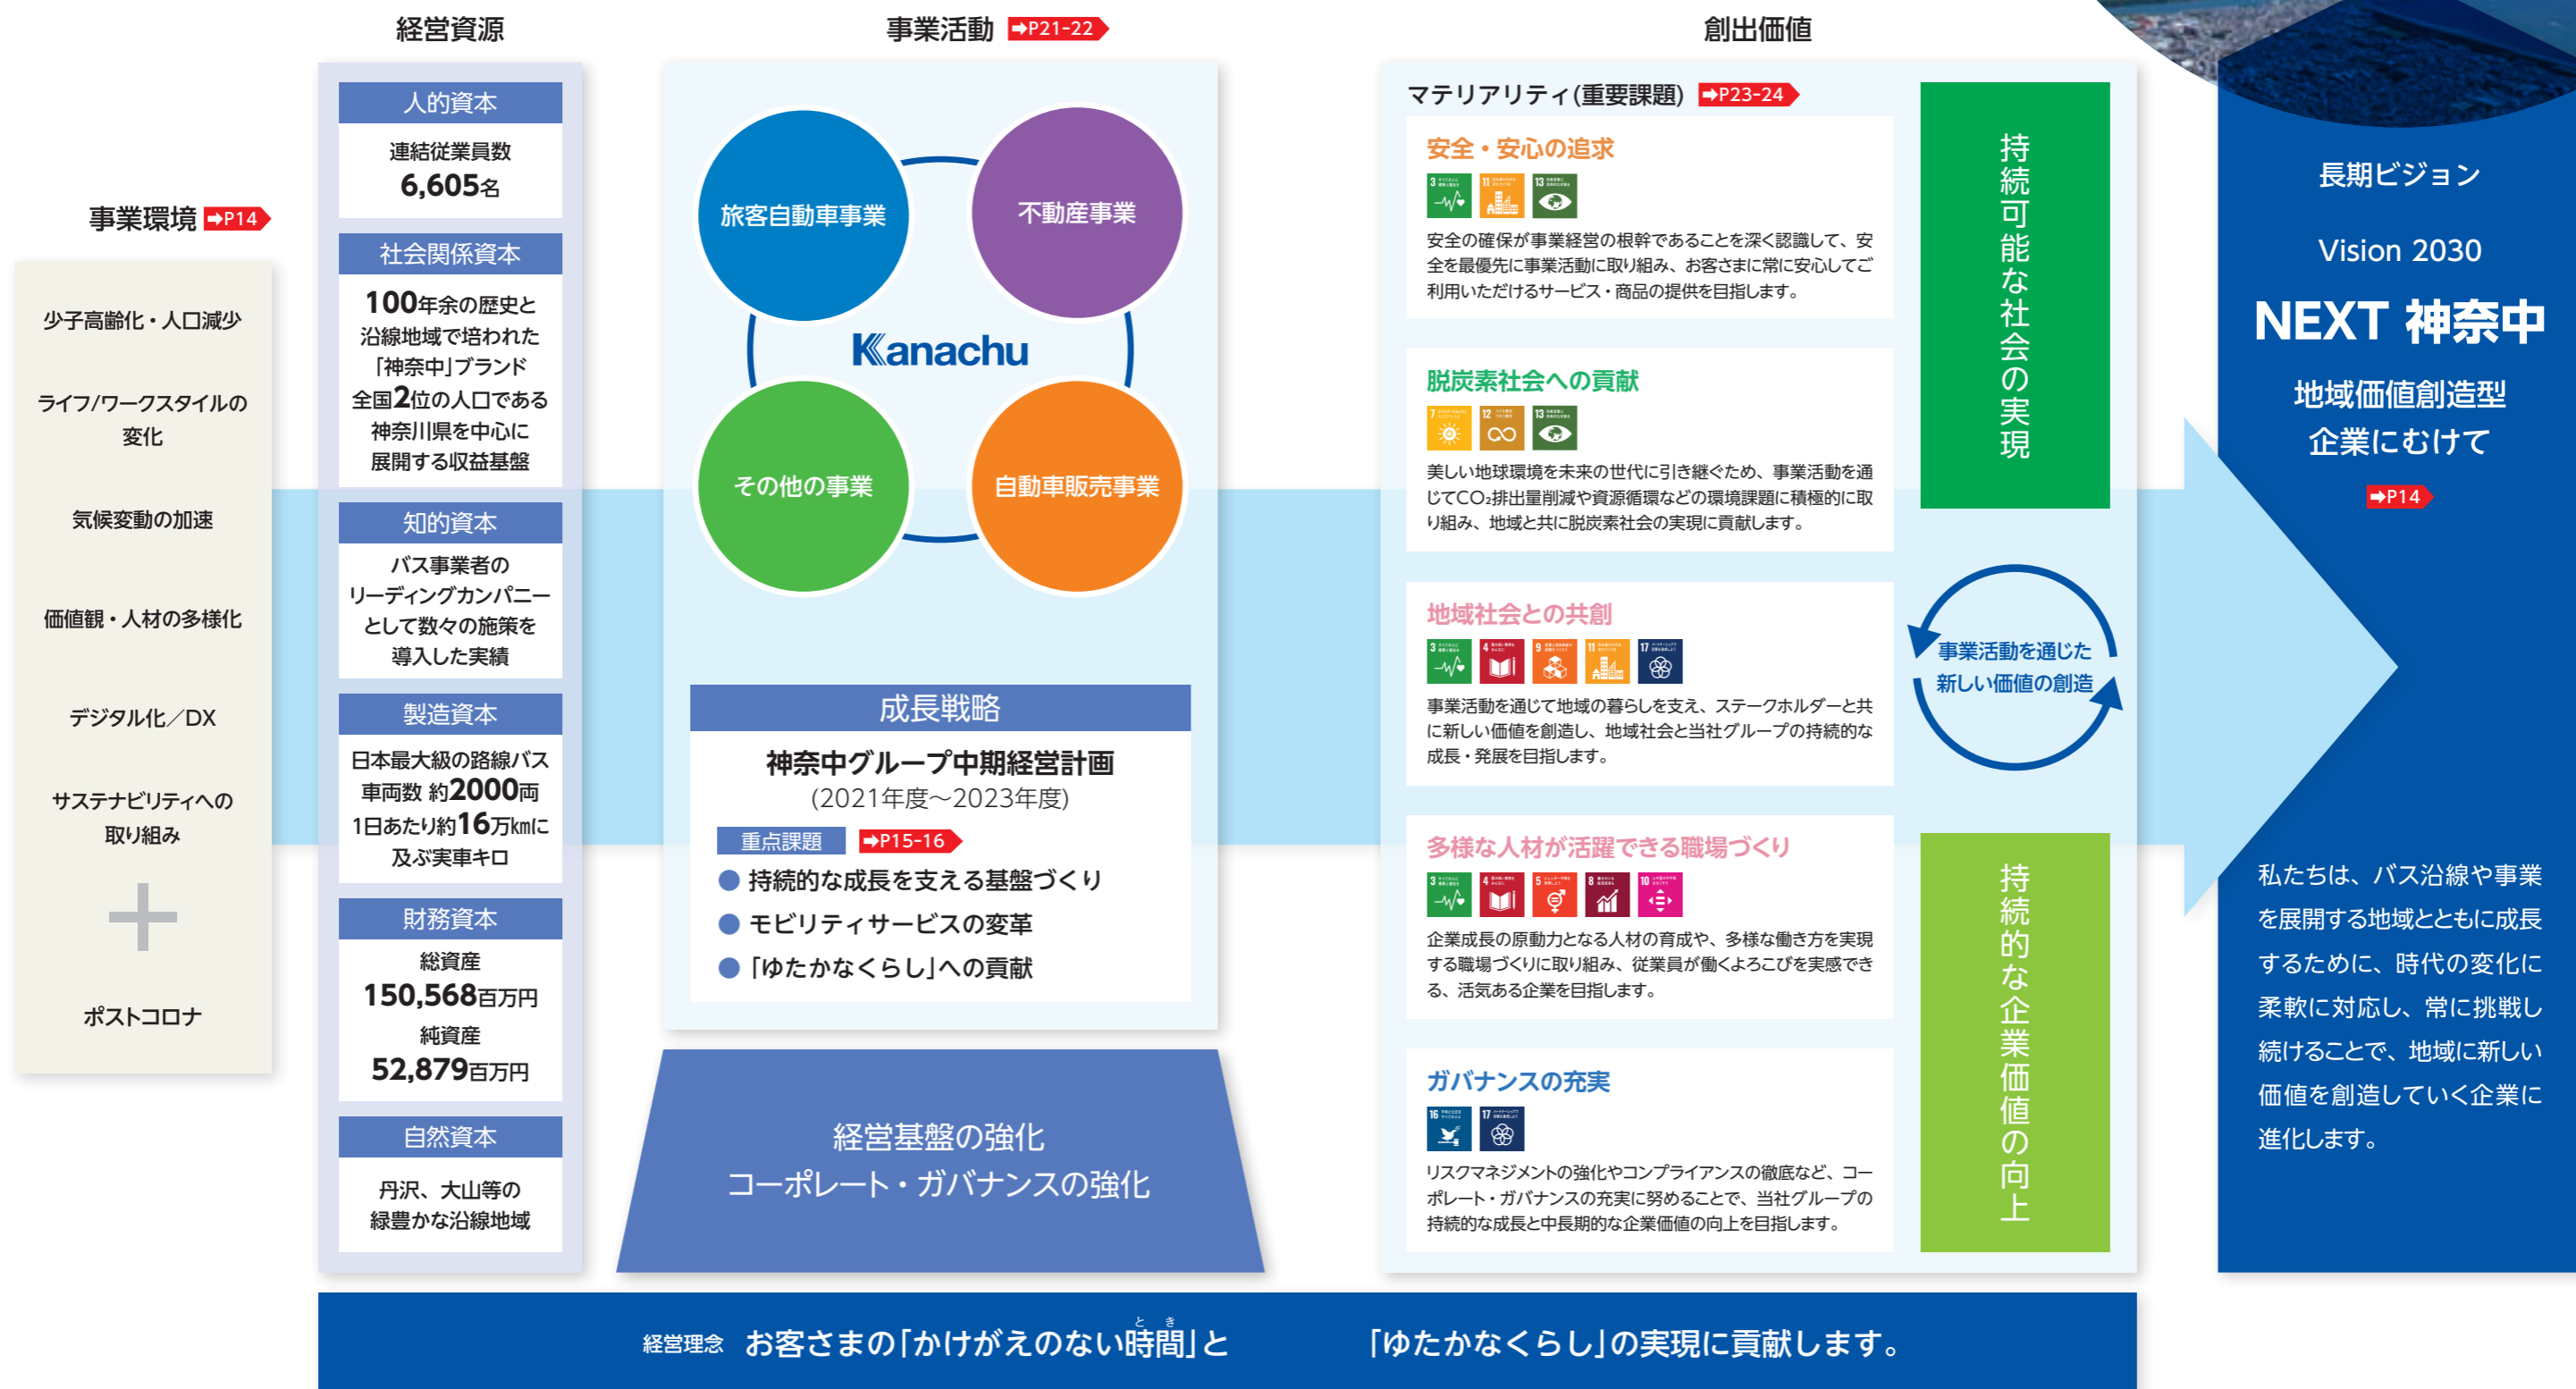 事業環境 ➡P14
少子高齢化・人口減少
ライフ/ワークスタイルの
変化
気候変動の加速
価値観・人材の多様化
デジタル化／DX
サステナビリティへの
取り組み
＋
ポストコロナ
経営資源
人的資本
連結従業員数
6,605名
社会関係資本
100年余の歴史と
沿線地域で培われた
「神奈中」ブランド
全国2位の人口である
神奈川県を中心に
展開する収益基盤
知的資本
バス事業者の
リーディングカンパニー
として数々の施策を
導入した実績
製造資本
日本最大級の路線バス
車両数 約2000両
1日あたり約16万㎞に
及ぶ実車キロ
財務資本
総資産
150,568百万円
純資産
52,879百万円
自然資本
丹沢、大山等の
緑豊かな沿線地域
事業活動 ➡P21-22
旅客自動車事業
不動産事業
Kanachu
その他の事業
自動車販売事業
成長戦略
神奈中グループ中期経営計画
(2021年度～2023年度)
重点課題 ➡P15-16
● 持続的な成長を支える基盤づくり
● モビリティサービスの変革
● 「ゆたかなくらし」への貢献
経営基盤の強化
コーポレート・ガバナンスの強化
創出価値
マテリアリティ(重要課題) ➡P23-24
安全・安心の追求
3 11 13
安全の確保が事業経営の根幹であることを深く認識して、安
全を最優先に事業活動に取り組み、お客さまに常に安心してご
利用いただけるサービス・商品の提供を目指します。
脱炭素社会への貢献
7 12 13
美しい地球環境を未来の世代に引き継ぐため、事業活動を通
じてCO₂排出量削減や資源循環などの環境課題に積極的に取
り組み、地域と共に脱炭素社会の実現に貢献します。
地域社会との共創
3 4 9 11 17
事業活動を通じて地域の暮らしを支え、ステークホルダーと共
に新しい価値を創造し、地域社会と当社グループの持続的な
成長・発展を目指します。
多様な人材が活躍できる職場づくり
3 4 5 8 10
企業成長の原動力となる人材の育成や、多様な働き方を実現
する職場づくりに取り組み、従業員が働くよろこびを実感でき
る、活気ある企業を目指します。
ガバナンスの充実
16 17
リスクマネジメントの強化やコンプライアンスの徹底など、コー
ポレート・ガバナンスの充実に努めることで、当社グループの
持続的な成長と中長期的な企業価値の向上を目指します。
持続可能な社会の実現
事業活動を通じた
新しい価値の創造
持続的な企業価値の向上
長期ビジョン
Vision 2030
NEXT 神奈中
地域価値創造型
企業にむけて
➡P14
私たちは、バス沿線や事業
を展開する地域とともに成長
するために、時代の変化に
柔軟に対応し、常に挑戦し
続けることで、地域に新しい
価値を創造していく企業に
進化します。
とき
経営理念 お客さまの「かけがえのない時間」と 「ゆたかなくらし」の実現に貢献します。